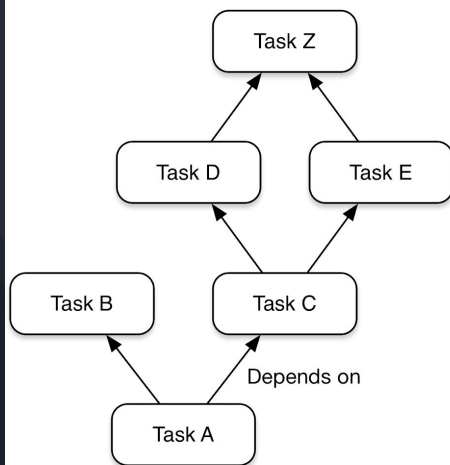 Task Z
Task D
Task E
Task B
Task C
Depends on
Task A